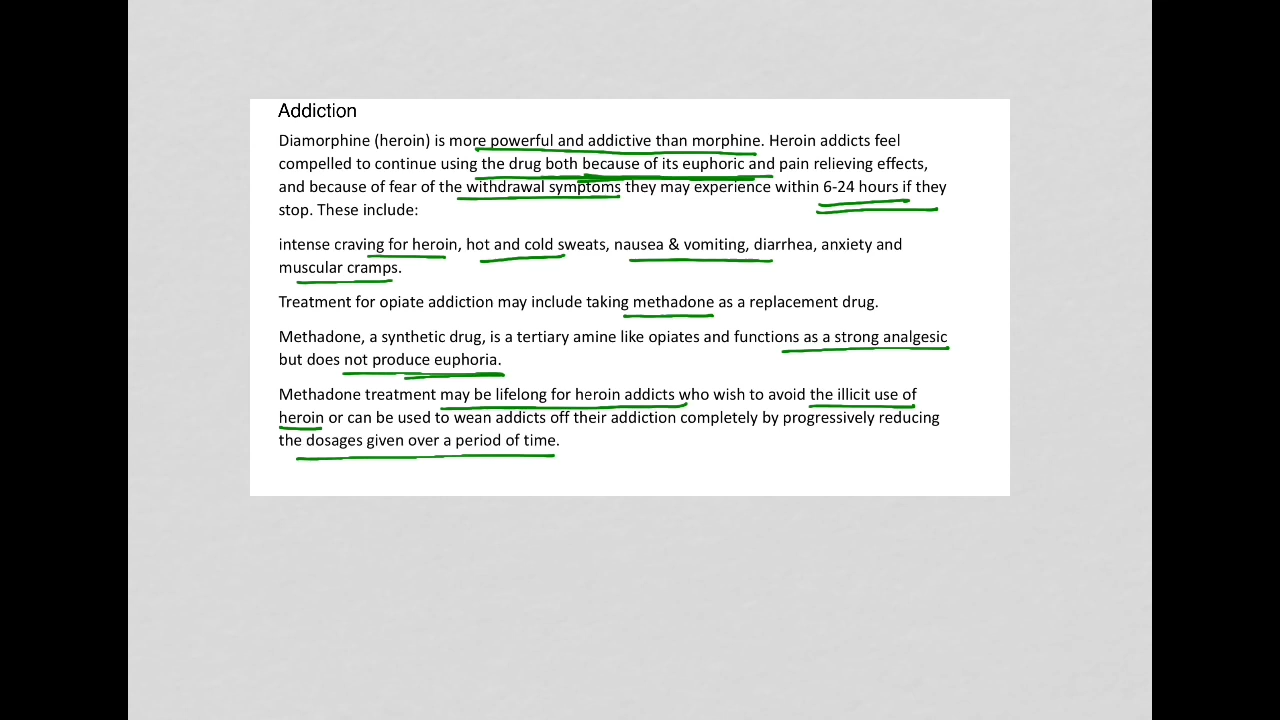 Addiction
Diamorphine (heroin) is more powerful and addictive than morphine. Heroin addicts feel
compelled to continue using the drug both because of its euphoric and pain relieving effects,
and because of fear of the withdrawal symptoms they may experience within 6-24 hours if they
stop. These include:
intense craving for heroin, hot and cold sweats, nausea & vomiting, diarrhea, anxiety and
muscular cramps.
Treatment for opiate addiction may include taking methadone as a replacement drug.
Methadone, a synthetic drug, is a tertiary amine like opiates and functions as a strong analgesic
but does not produce euphoria.
Methadone treatment may be lifelong for heroin addicts who wish to avoid the illicit use of
heroin or can be used to wean addicts off their addiction completely by progressively reducing
the dosages given over a period of time.